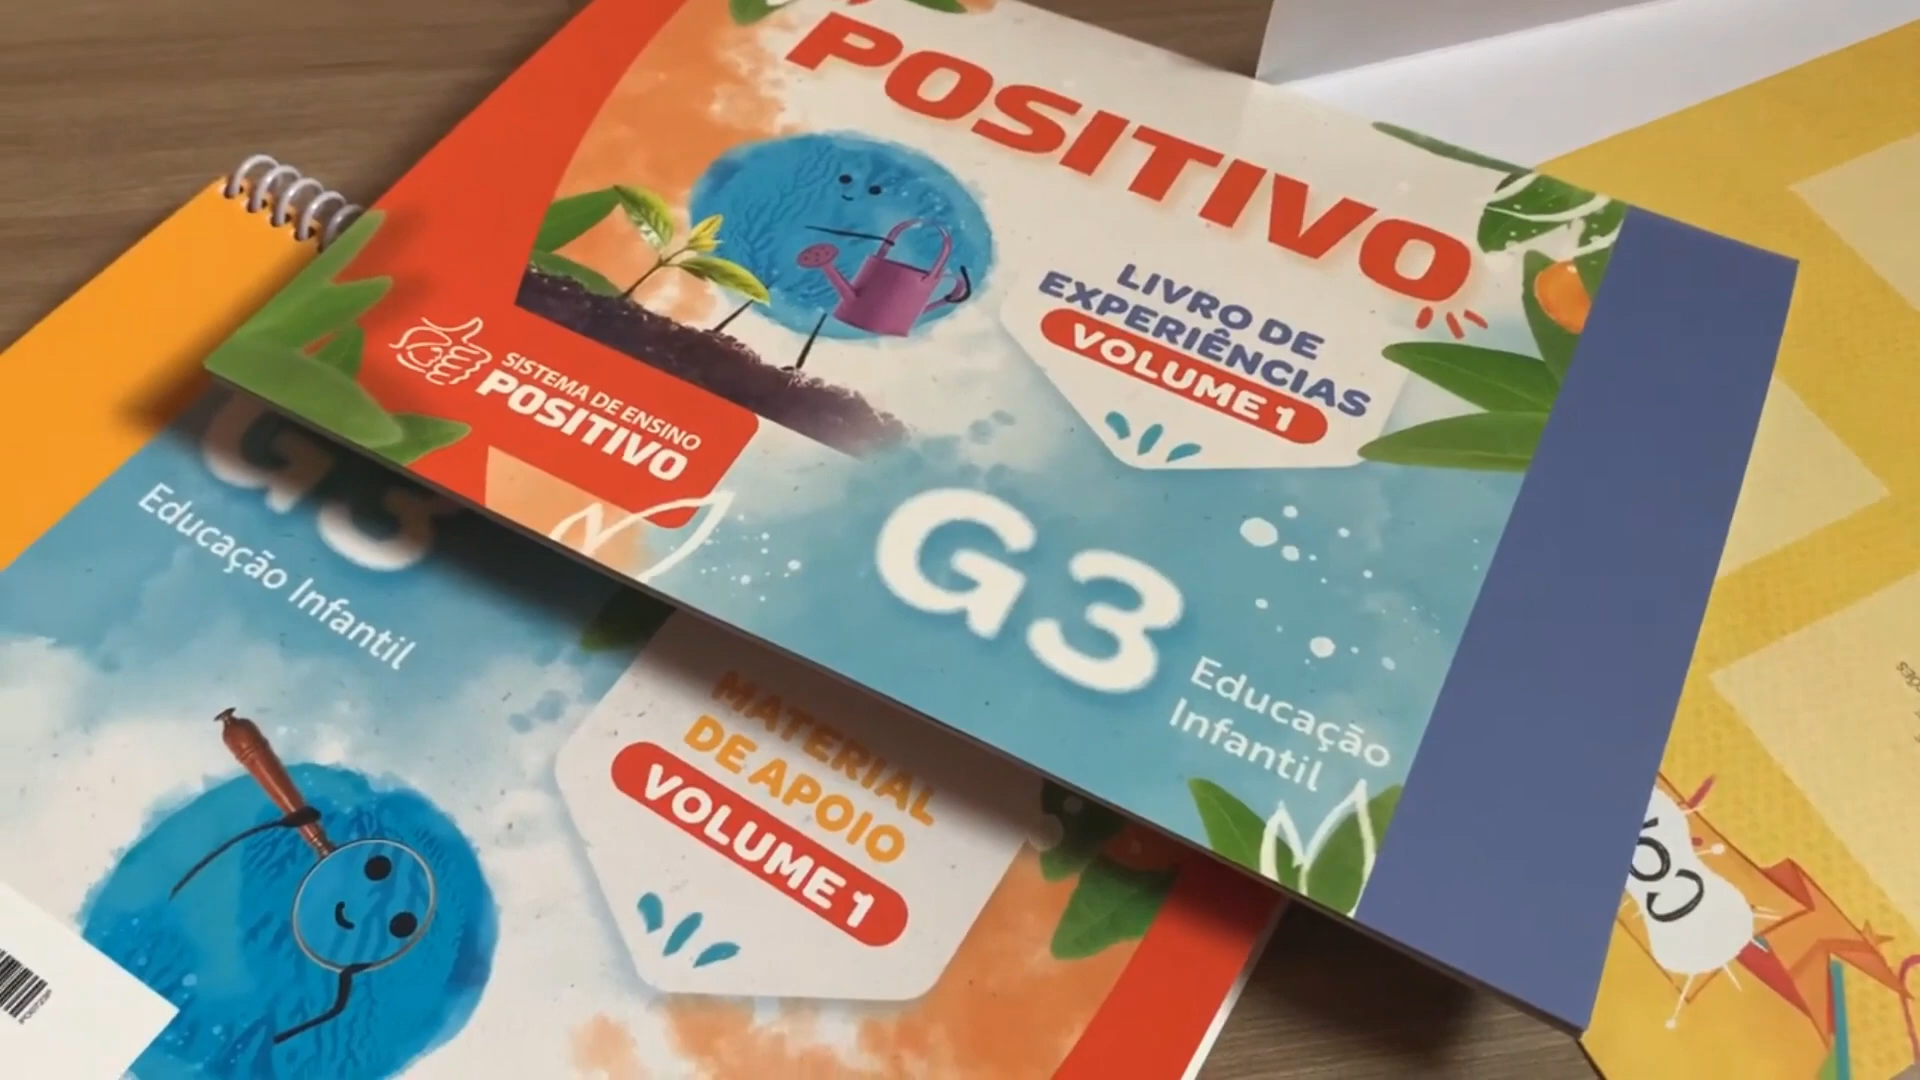 POSITIVO
LIVRO DE
EXPERIÊNCIAS
VOLUME 1
SISTEMA DE ENSINO
POSITIVO
G3
Educação
Infantil
G3
Educação Infantil
MATERIAL
DE APOIO
VOLUME 1